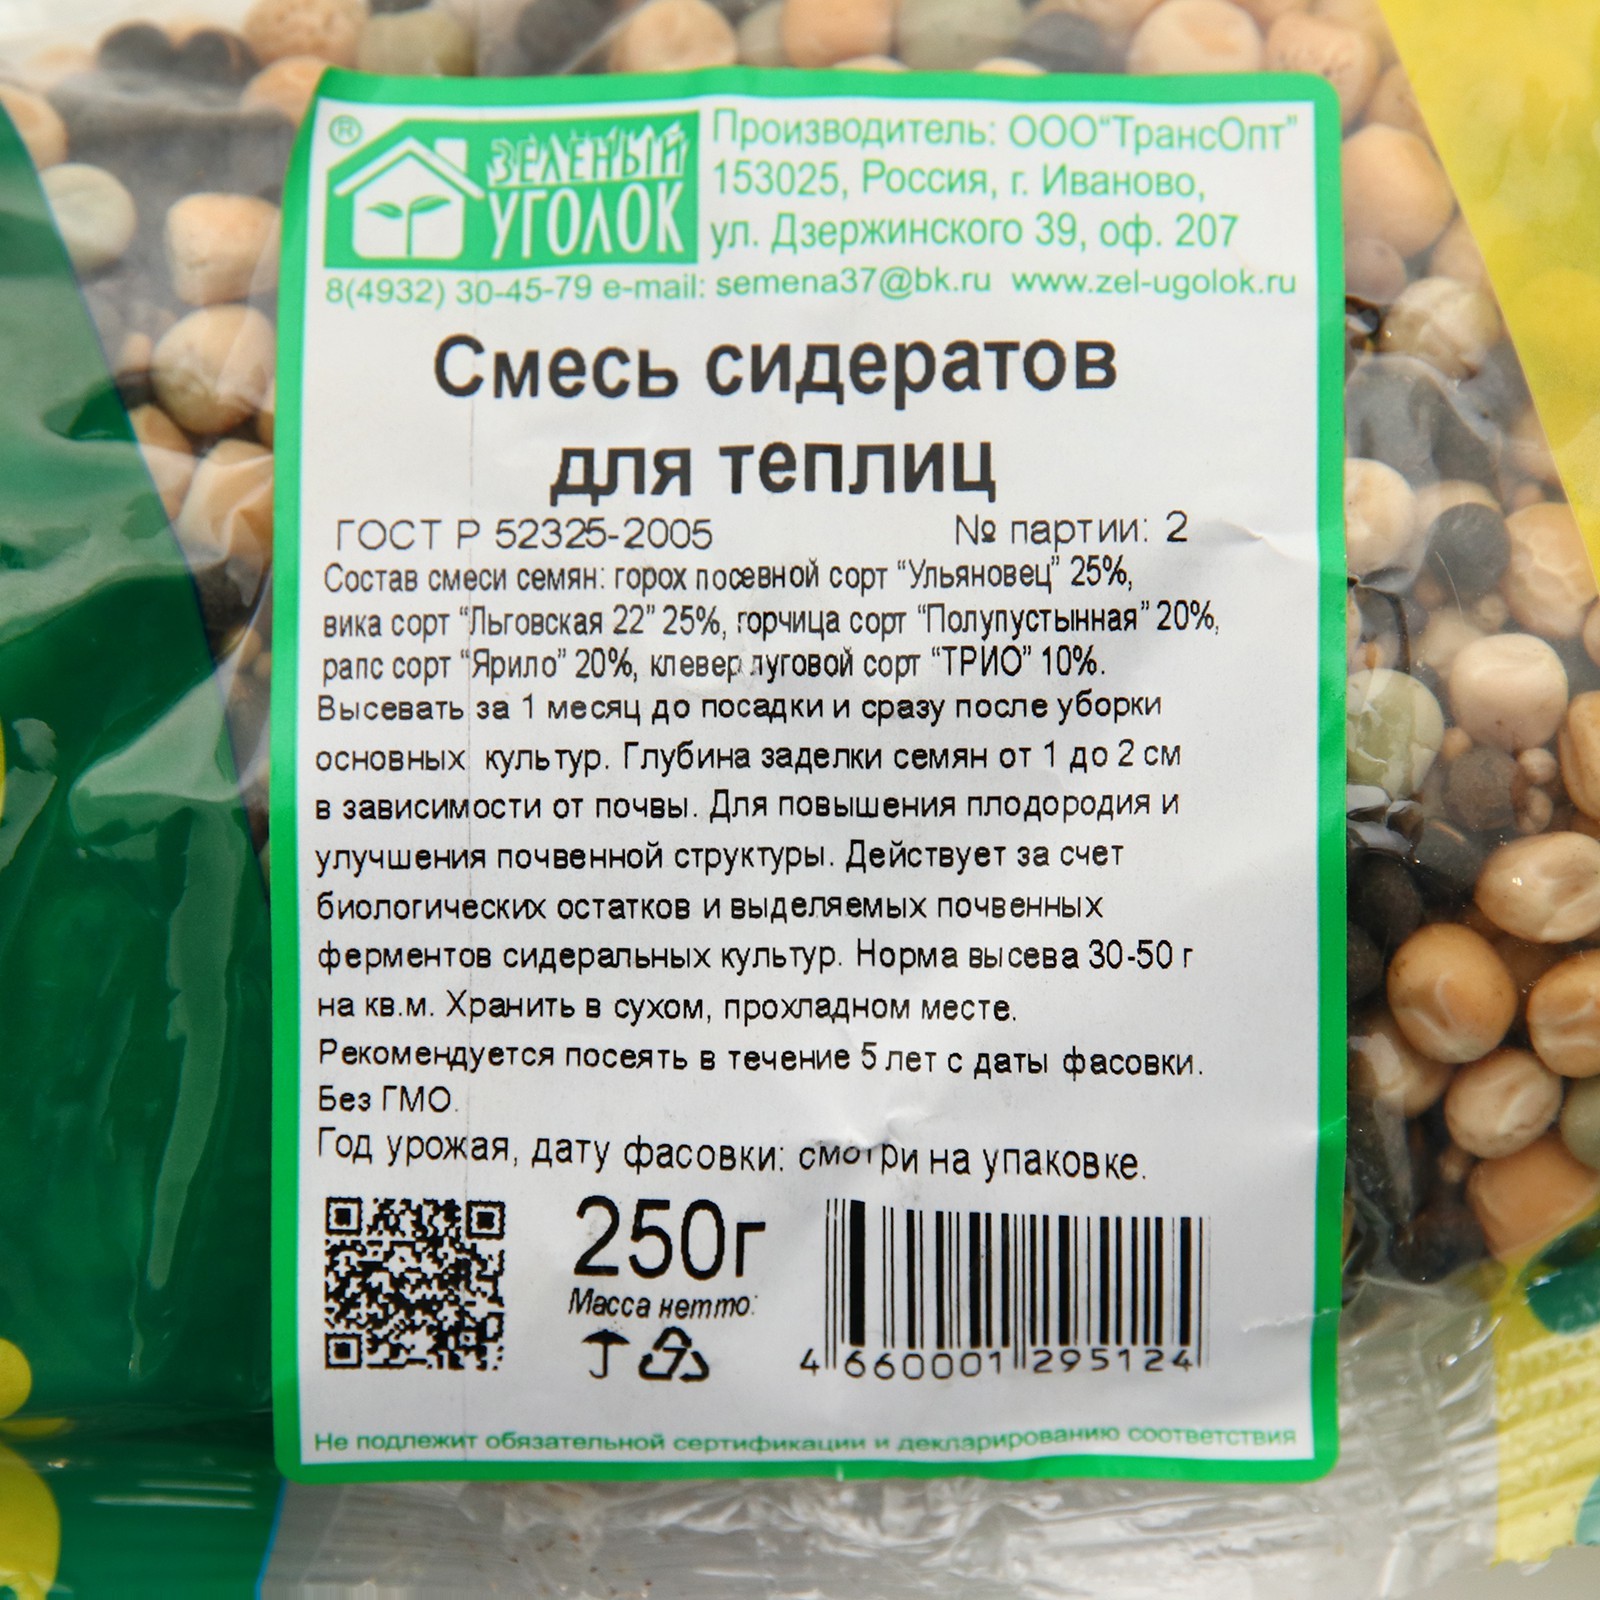 ®
ЗЕЛЕНЫЙ
УГОЛОК
Производитель: ООО“ТрансОпт”
153025, Россия, г. Иваново,
ул. Дзержинского 39, оф. 207
8(4932) 30-45-79 e-mail: semena37@bk.ru www.zel-ugolok.ru
Смесь сидератов
для теплиц
ГОСТ Р 52325-2005 № партии: 2
Состав смеси семян: горох посевной сорт “Ульяновец” 25%,
вика сорт “Льговская 22” 25%, горчица сорт “Полупустынная” 20%,
рапс сорт “Ярило” 20%, клевер луговой сорт “ТРИО” 10%.
Высевать за 1 месяц до посадки и сразу после уборки
основных культур. Глубина заделки семян от 1 до 2 см
в зависимости от почвы. Для повышения плодородия и
улучшения почвенной структуры. Действует за счет
биологических остатков и выделяемых почвенных
ферментов сидеральных культур. Норма высева 30-50 г
на кв.м. Хранить в сухом, прохладном месте.
Рекомендуется посеять в течение 5 лет с даты фасовки.
Без ГМО.
Год урожая, дату фасовки: смотри на упаковке.
250г
Масса нетто:
4 660001 295124
Не подлежит обязательной сертификации и декларированию соответствия